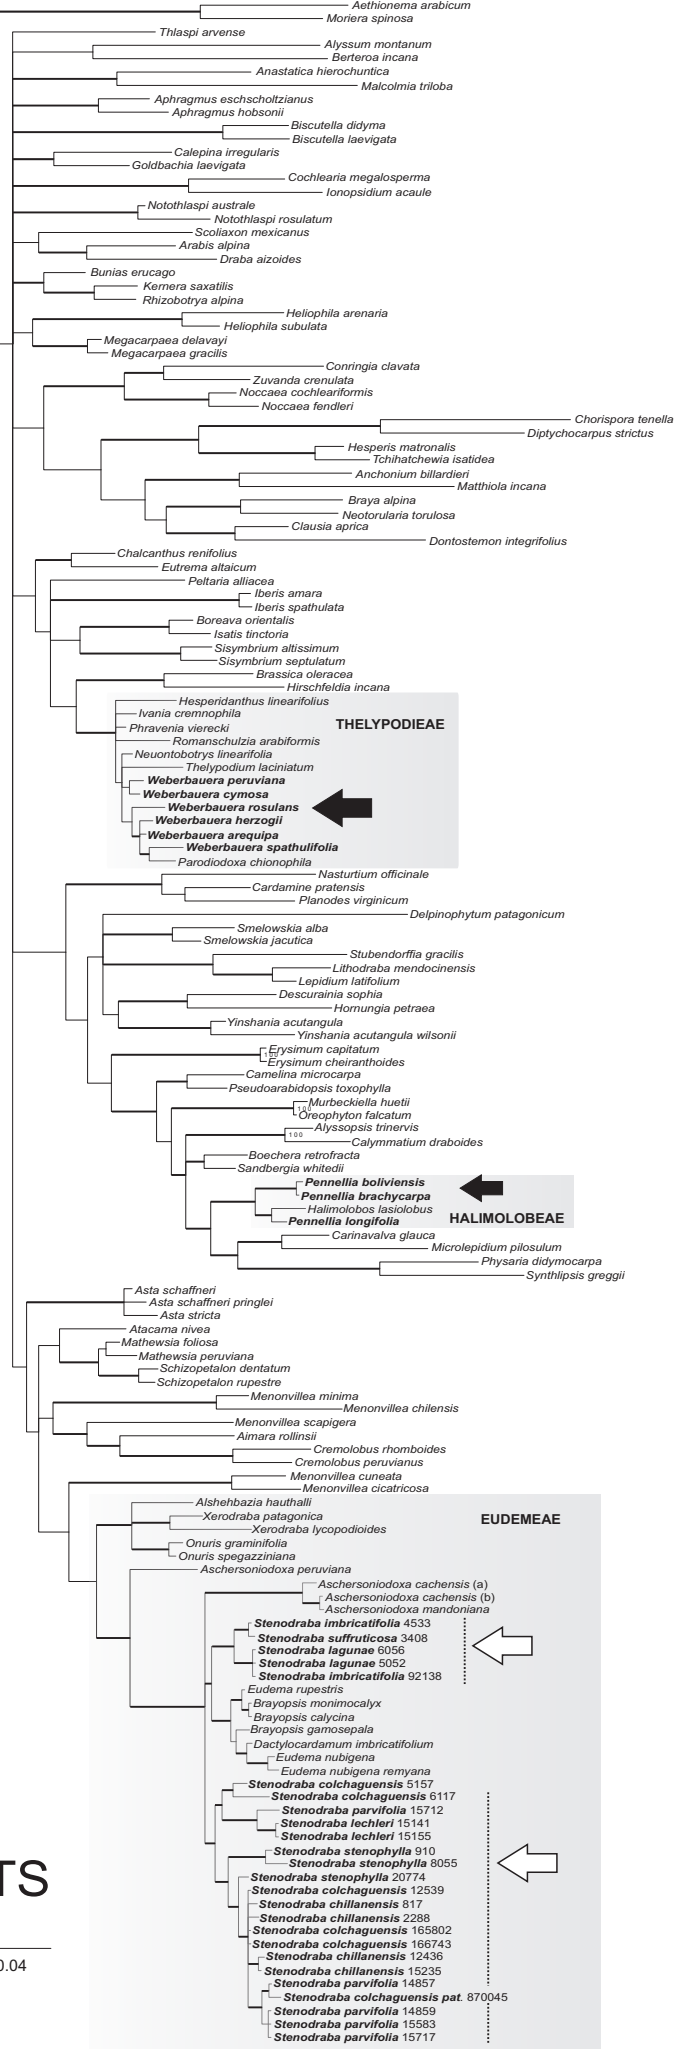 Aethionema arabicum
Moriera spinosa
Thlaspi arvense
Alyssum montanum
Berteroa incana
Anastatica hierochuntica
Malcolmia triloba
Aphragmus eschscholtzianus
Aphragmus hobsonii
Biscutella didyma
Biscutella laevigata
Calepina irregularis
Goldbachia laevigata
Cochlearia megalosperma
Ionopsidium acaule
Notothlaspi australe
Notothlaspi rosulatum
Scoliaxon mexicanus
Arabis alpina
Draba aizoides
Bunias erucago
Kernera saxatilis
Rhizobotrya alpina
Heliophila arenaria
Heliophila subulata
Megacarpaea delavayi
Megacarpaea gracilis
Conringia clavata
Zuvanda crenulata
Noccaea cochleariformis
Noccaea fendleri
Chorispora tenella
Diptychocarpus strictus
Hesperis matronalis
Tchihatchewia isatidea
Anchonium billardieri
Matthiola incana
Braya alpina
Neotorularia torulosa
Clausia aprica
Dontostemon integrifolius
Chalcanthus renifolius
Eutrema altaicum
Peltaria alliacea
Iberis amara
Iberis spathulata
Boreava orientalis
Isatis tinctoria
Sisymbrium altissimum
Sisymbrium septulatum
Brassica oleracea
Hirschfeldia incana
Hesperidanthus linearifolius
Ivania cremnophila
Phravenia vierecki
THELYPODIEAE
Romanschulzia arabiformis
Neuontobotrys linearifolia
Thelypodium laciniatum
Weberbauera peruviana
Weberbauera cymosa
Weberbauera rosulans
Weberbauera herzogii
Weberbauera arequipa
Weberbauera spathulifolia
Parodiodoxa chionophila
Nasturtium officinale
Cardamine pratensis
Planodes virginicum
Delpinophytum patagonicum
Smelowskia alba
Smelowskia jacutica
Stubendorffia gracilis
Lithodraba mendocinensis
Lepidium latifolium
Descurainia sophia
Hornungia petraea
Yinshania acutangula
Yinshania acutangula wilsonii
Erysimum capitatum
100
Erysimum cheiranthoides
Camelina microcarpa
Pseudoarabidopsis toxophylla
Murbeckiella huetii
100
Oreophyton falcatum
Alyssopsis trinervis
100
Calymmatium draboides
Boechera retrofracta
Sandbergia whitedii
Pennellia boliviensis
Pennellia brachycarpa
Halimolobos lasiolobus
Pennellia longifolia
HALIMOLOBEAE
Carinavalva glauca
Microlepidium pilosulum
Physaria didymocarpa
Synthlipsis greggii
Asta schaffneri
Asta schaffneri pringlei
Asta stricta
Atacama nivea
Mathewsia foliosa
Mathewsia peruviana
Schizopetalon dentatum
Schizopetalon rupestre
Menonvillea minima
Menonvillea chilensis
Menonvillea scapigera
Aimara rollinsii
Cremolobus rhomboides
Cremolobus peruvianus
Menonvillea cuneata
Menonvillea cicatricosa
Alshehbazia hauthalli
Xerodraba patagonica
EUDEMEAE
Xerodraba lycopodioides
Onuris graminifolia
Onuris spegazziniana
Aschersoniodoxa peruviana
Aschersoniodoxa cachensis (a)
Aschersoniodoxa cachensis (b)
Aschersoniodoxa mandoniana
Stenodraba imbricatifolia 4533
Stenodraba suffruticosa 3408
Stenodraba lagunae 6056
Stenodraba lagunae 5052
Stenodraba imbricatifolia 92138
Eudema rupestris
Brayopsis monimocalyx
Brayopsis calycina
Brayopsis gamosepala
Dactylocardamum imbricatifolium
Eudema nubigena
Eudema nubigena remyana
Stenodraba colchaguensis 5157
Stenodraba colchaguensis 6117
Stenodraba parvifolia 15712
Stenodraba lechleri 15141
Stenodraba lechleri 15155
Stenodraba stenophylla 910
Stenodraba stenophylla 8055
Stenodraba stenophylla 20774
Stenodraba colchaguensis 12539
Stenodraba chillanensis 817
Stenodraba chillanensis 2288
Stenodraba colchaguensis 165802
Stenodraba colchaguensis 166743
Stenodraba chillanensis 12436
Stenodraba chillanensis 15235
Stenodraba parvifolia 14857
Stenodraba colchaguensis pat. 870045
Stenodraba parvifolia 14859
Stenodraba parvifolia 15583
Stenodraba parvifolia 15717
TS
0.04